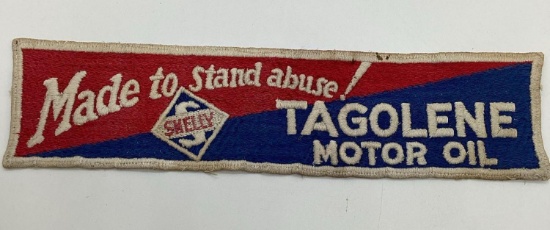 Made to stand abuse!
S
SKELLY
TAGOLENE
MOTOR OIL